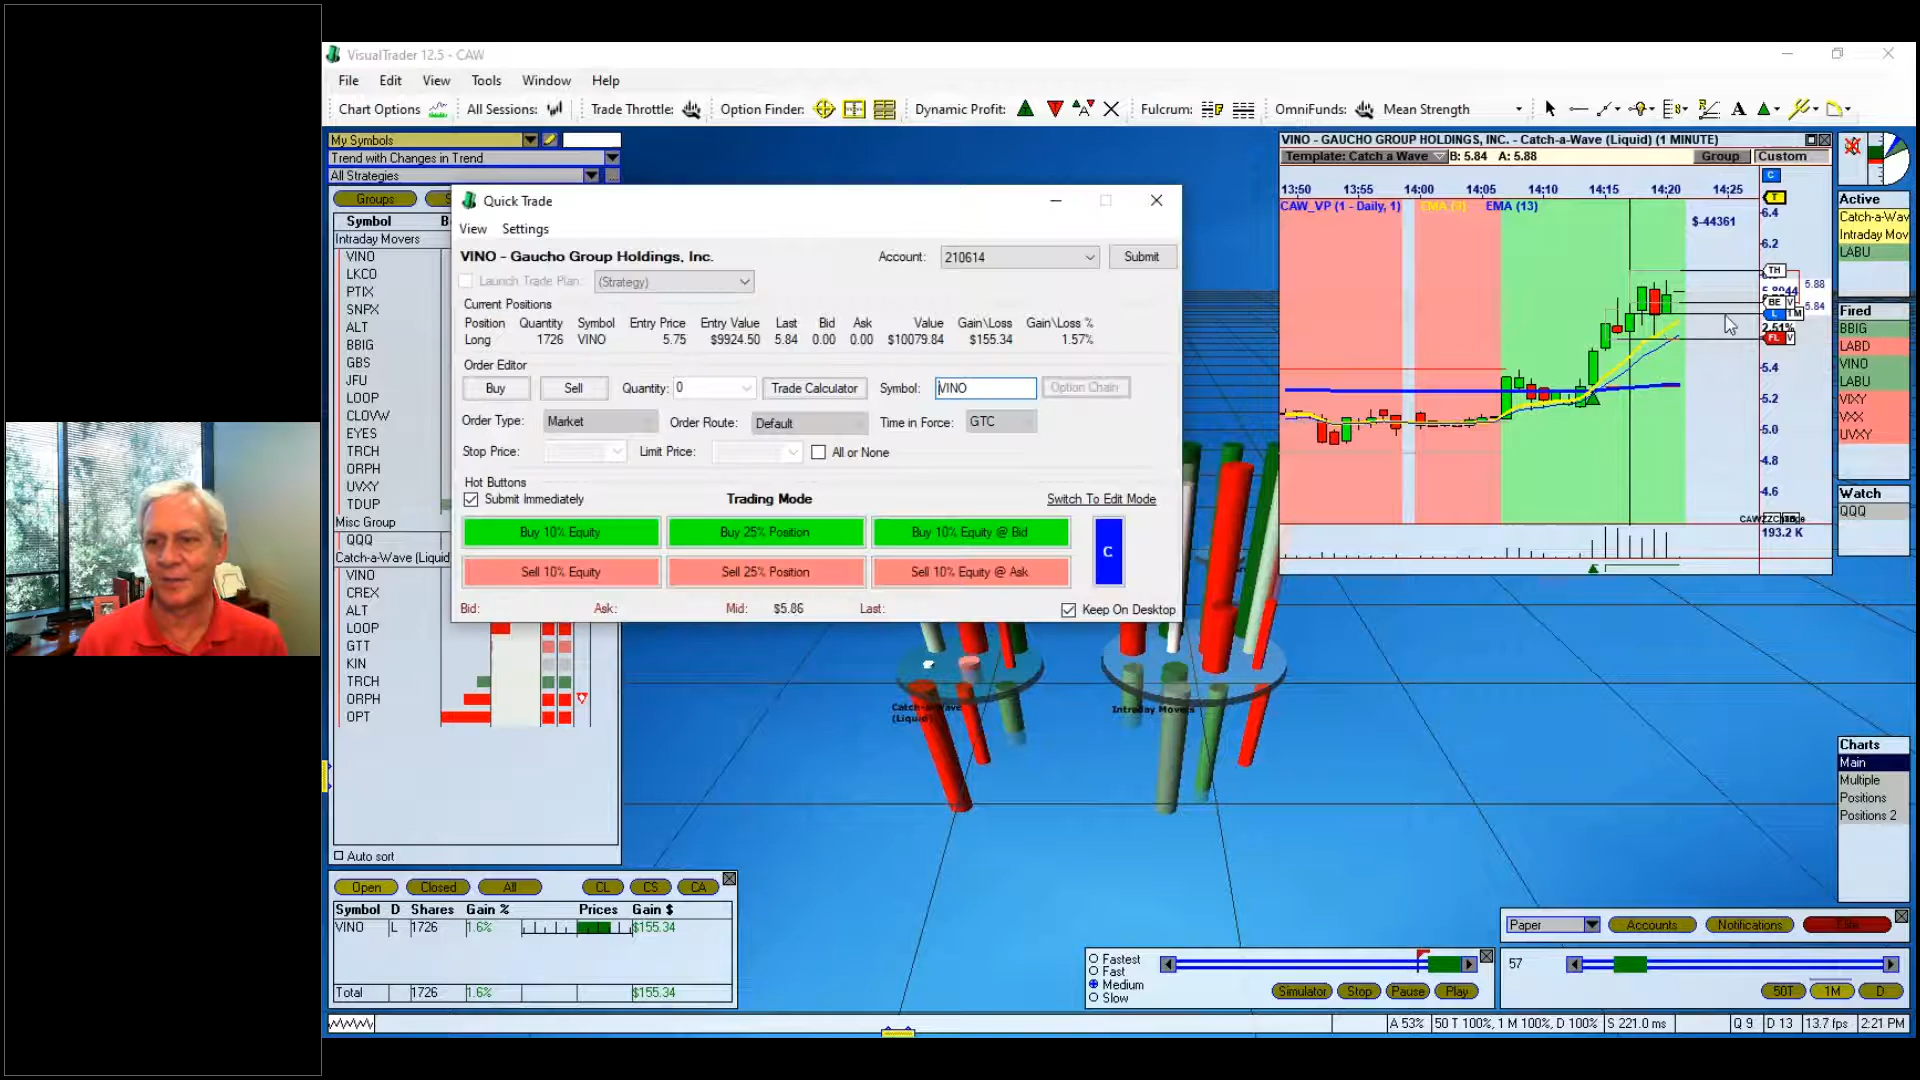 VisualTrader 12.5 - CAW
File Edit View Tools Window Help
Chart Options All Sessions: Trade Throttle: Option Finder: Dynamic Profit: Fulcrum: OmniFunds: Mean Strength
My Symbols
Trend with Changes in Trend
All Strategies
Groups
Symbol
Intraday Movers
VINO
LKCO
PTIX
SNPX
ALT
BBIG
GBS
JFU
LOOP
CLOVW
EYES
TRCH
ORPH
UVXY
TDUP
Misc Group
QQQ
Catch-a-Wave (Liquid
VINO
CREX
ALT
LOOP
GTT
KIN
TRCH
ORPH
OPT
Auto sort
Quick Trade
View Settings
VINO - Gaucho Group Holdings, Inc. Account: 210614 Submit
Launch Trade Plan: (Strategy)
Current Positions
Position Quantity Symbol Entry Price Entry Value Last Bid Ask Value Gain\Loss Gain\Loss %
Long 1726 VINO 5.75 $9924.50 5.84 0.00 0.00 $10079.84 $155.34 1.57%
Order Editor
Buy Sell Quantity: 0 Trade Calculator Symbol: VINO Option Chain
Order Type: Market Order Route: Default Time in Force: GTC
Stop Price: Limit Price: All or None
Hot Buttons
Submit Immediately Trading Mode Switch To Edit Mode
Buy 10% Equity Buy 25% Position Buy 10% Equity @ Bid
C
Sell 10% Equity Sell 25% Position Sell 10% Equity @ Ask
Bid: Ask: Mid: $5.86 Last: Keep On Desktop
VINO - GAUCHO GROUP HOLDINGS, INC. - Catch-a-Wave (Liquid) (1 MINUTE)
Template: Catch a Wave B: 5.84 A: 5.88 Group Custom
C
13:50 13:55 14:00 14:05 14:10 14:15 14:20 14:25
T
CAW_VP (1 - Daily, 1) EMA (9) EMA (13)
6.4
$-44361
6.2
TH
5.88
BE V
5.84
L TM
2.51%
FL V
5.4
5.2
5.0
4.8
4.6
193.2 K
Active
Catch-a-Wav
Intraday Mov
LABU
Fired
BBIG
LABD
VINO
LABU
VIXY
VXX
UVXY
Watch
QQQ
Charts
Main
Multiple
Positions
Positions 2
Catch-a-Wave
(Liquid)
Intraday Movers
Open Closed All CL CS CA
Symbol D Shares Gain % Prices Gain $
VINO L 1726 1.6% $155.34
Total 1726 1.6% $155.34
Paper Accounts Notifications
Fastest
Fast
Medium
Slow
Simulator Stop Pause Play
57
50T 1M D
A 53% 50 T 100%, 1 M 100%, D 100% S 221.0 ms Q 9 D 13 13.7 fps 2:21 PM